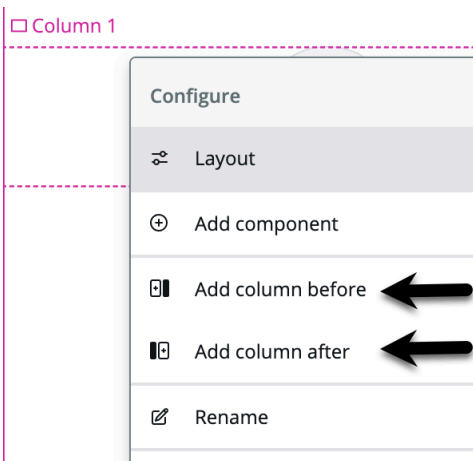 Column 1
Configure
Layout
Add component
Add column before
Add column after
Rename